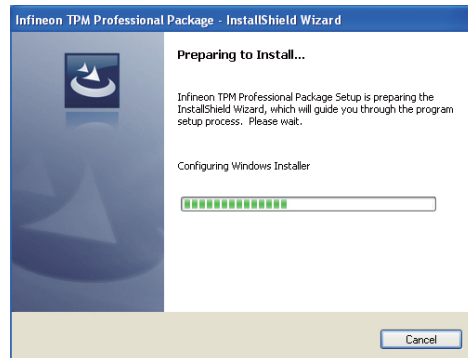 Infineon TPM Professional Package - InstallShield Wizard
Preparing to Install...
Infineon TPM Professional Package Setup is preparing the
InstallShield Wizard, which will guide you through the program
setup process. Please wait.
Configuring Windows Installer
Cancel